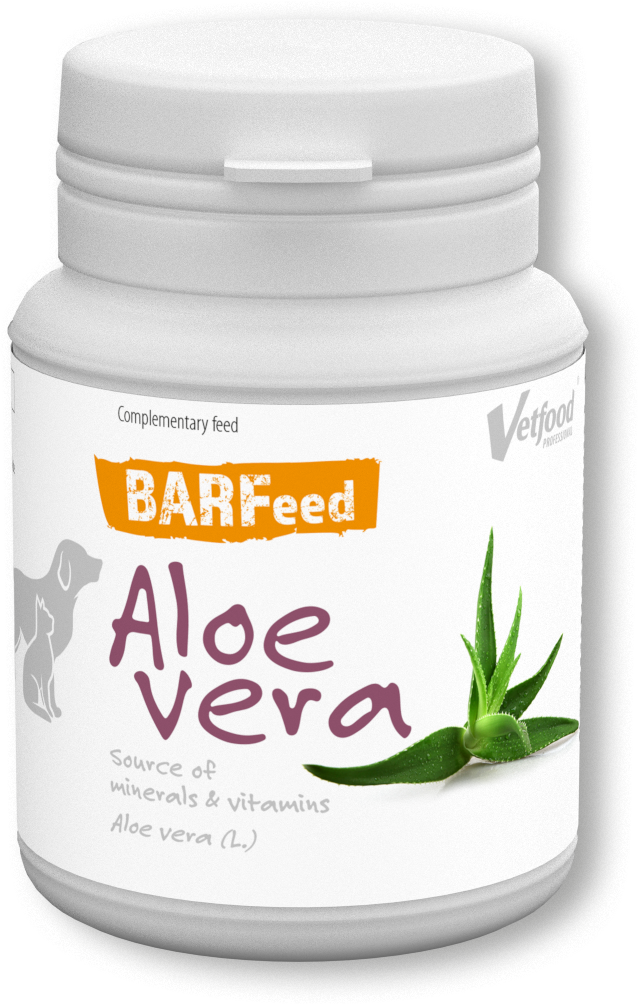 Complementary feed
Vetfood®
PROFESSIONAL
BARFeed
Aloe
vera
Source of
minerals & vitamins
Aloe vera (L.)